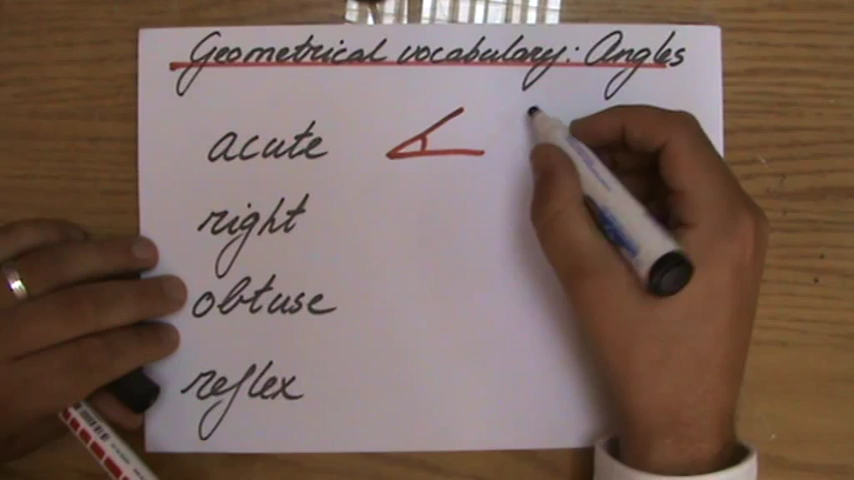 Geometrical vocabulary: Angles
acute
right
obtuse
reflex